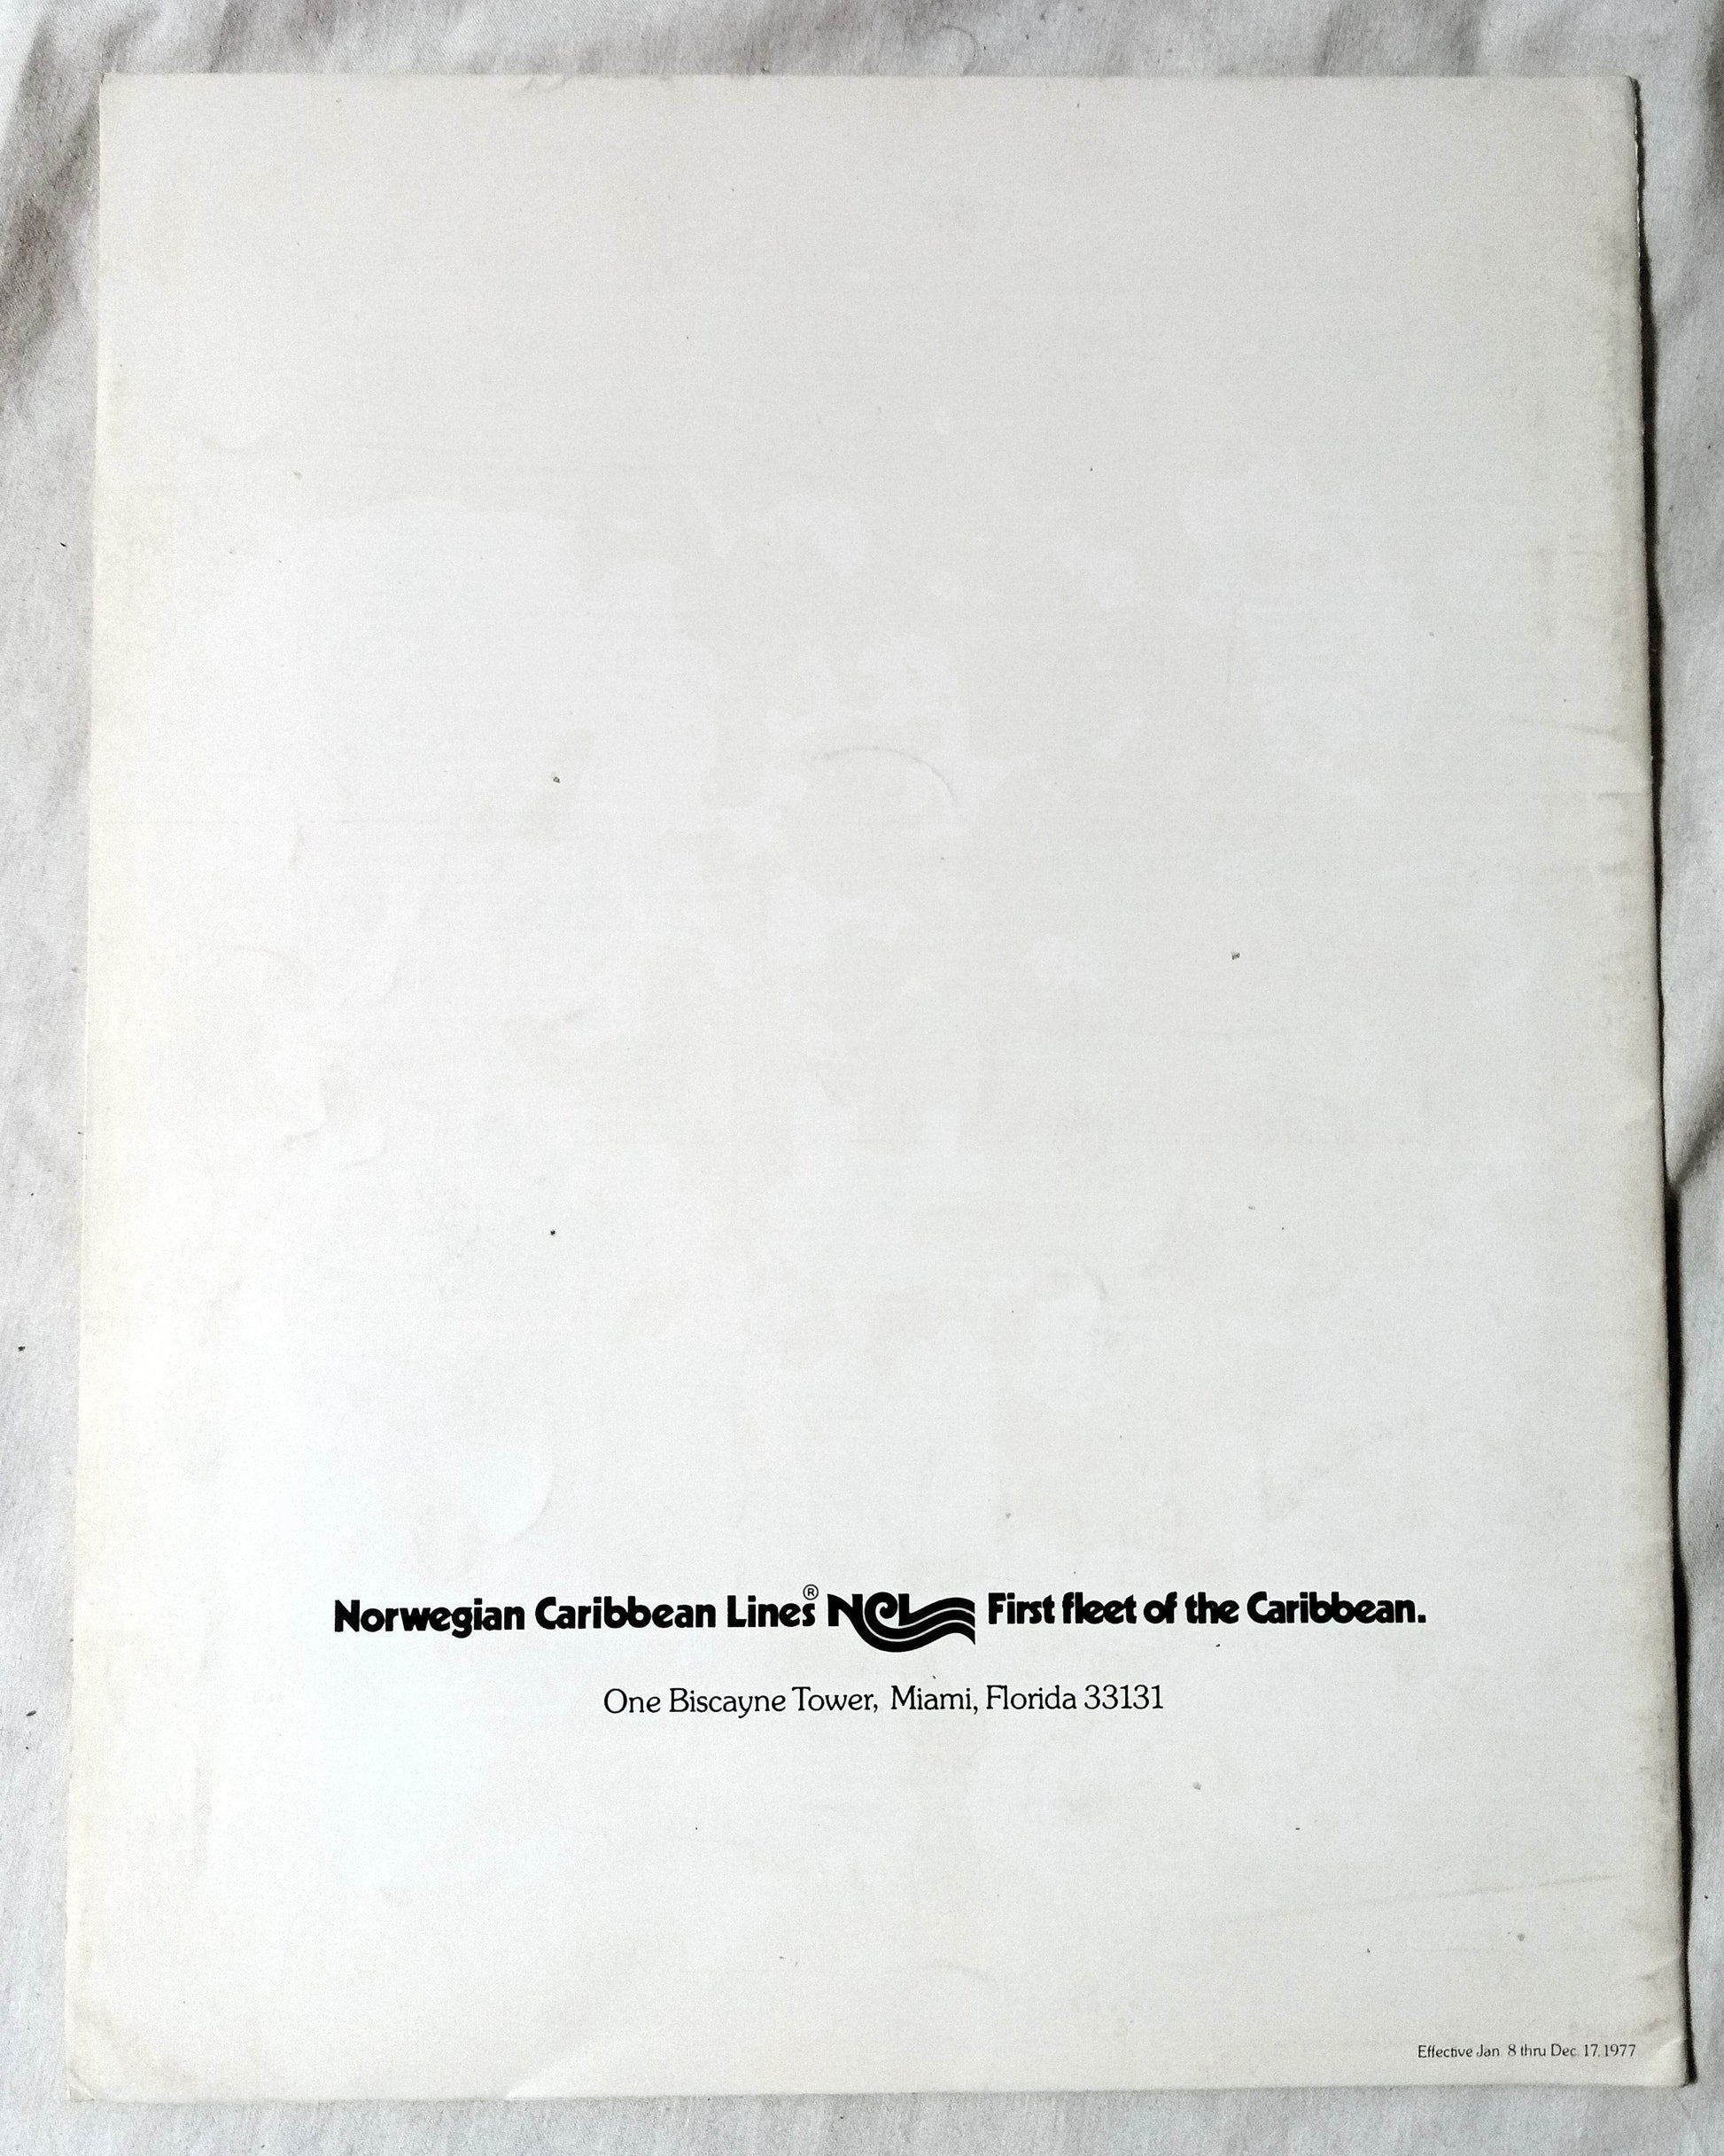 Norwegian Caribbean Lines® NCL First fleet of the Caribbean.
One Biscayne Tower, Miami, Florida 33131
Effective Jan. 8 thru Dec. 17, 1977